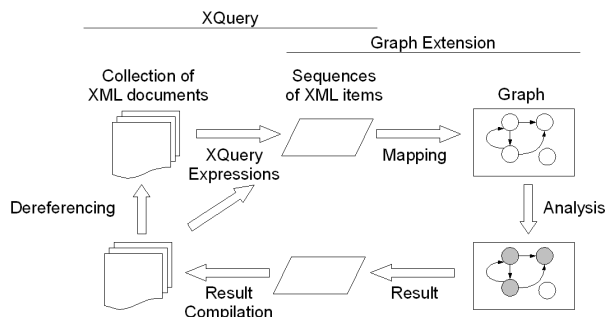 XQuery
Graph Extension
Collection of
XML documents
Sequences
of XML items
Graph
XQuery
Expressions
Mapping
Dereferencing
Analysis
Result
Compilation
Result